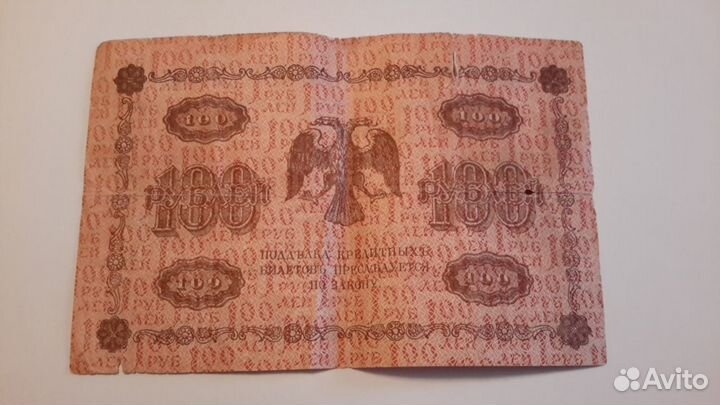 100 100
100 РУБЛЕЙ 100 РУБЛЕЙ
ПОДДѢЛКА КРЕДИТНЫХЪ
БИЛЕТОВЪ ПРЕСЛѢДУЕТСЯ
ПО ЗАКОНУ.
100 100
Avito